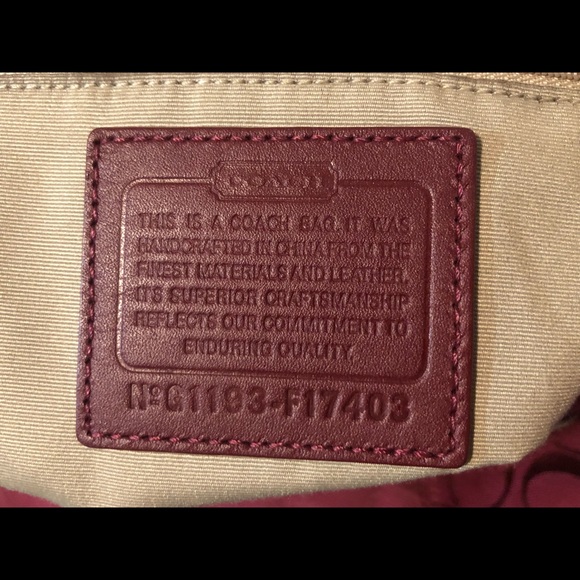 COACH
THIS IS A COACH BAG. IT WAS
HANDCRAFTED IN CHINA FROM THE
FINEST MATERIALS AND LEATHER.
IT'S SUPERIOR CRAFTSMANSHIP
REFLECTS OUR COMMITMENT TO
ENDURING QUALITY.
NºG1193-F17403